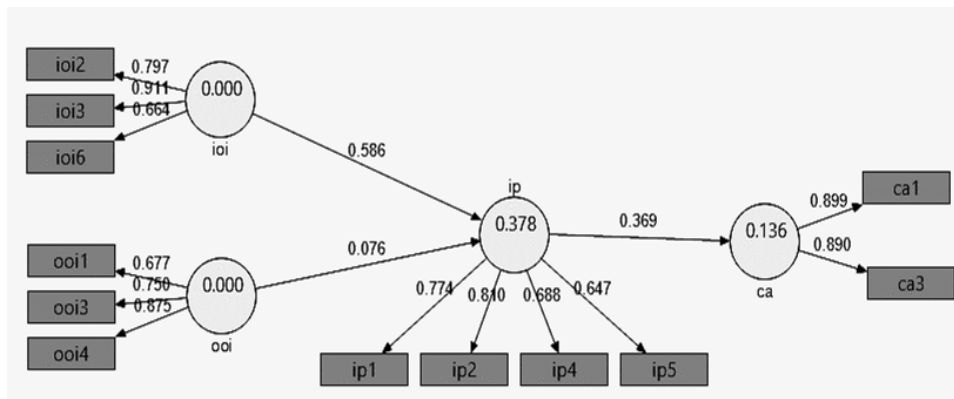 ioi2
0.797
ioi3
0.911
ioi6
0.664
0.000
ioi
0.586
ooi1
0.677
ooi3
0.750
ooi4
0.875
0.000
ooi
0.076
ip
0.378
0.774
0.810
0.688
0.647
ip1
ip2
ip4
ip5
0.369
0.136
ca
0.899
ca1
0.890
ca3